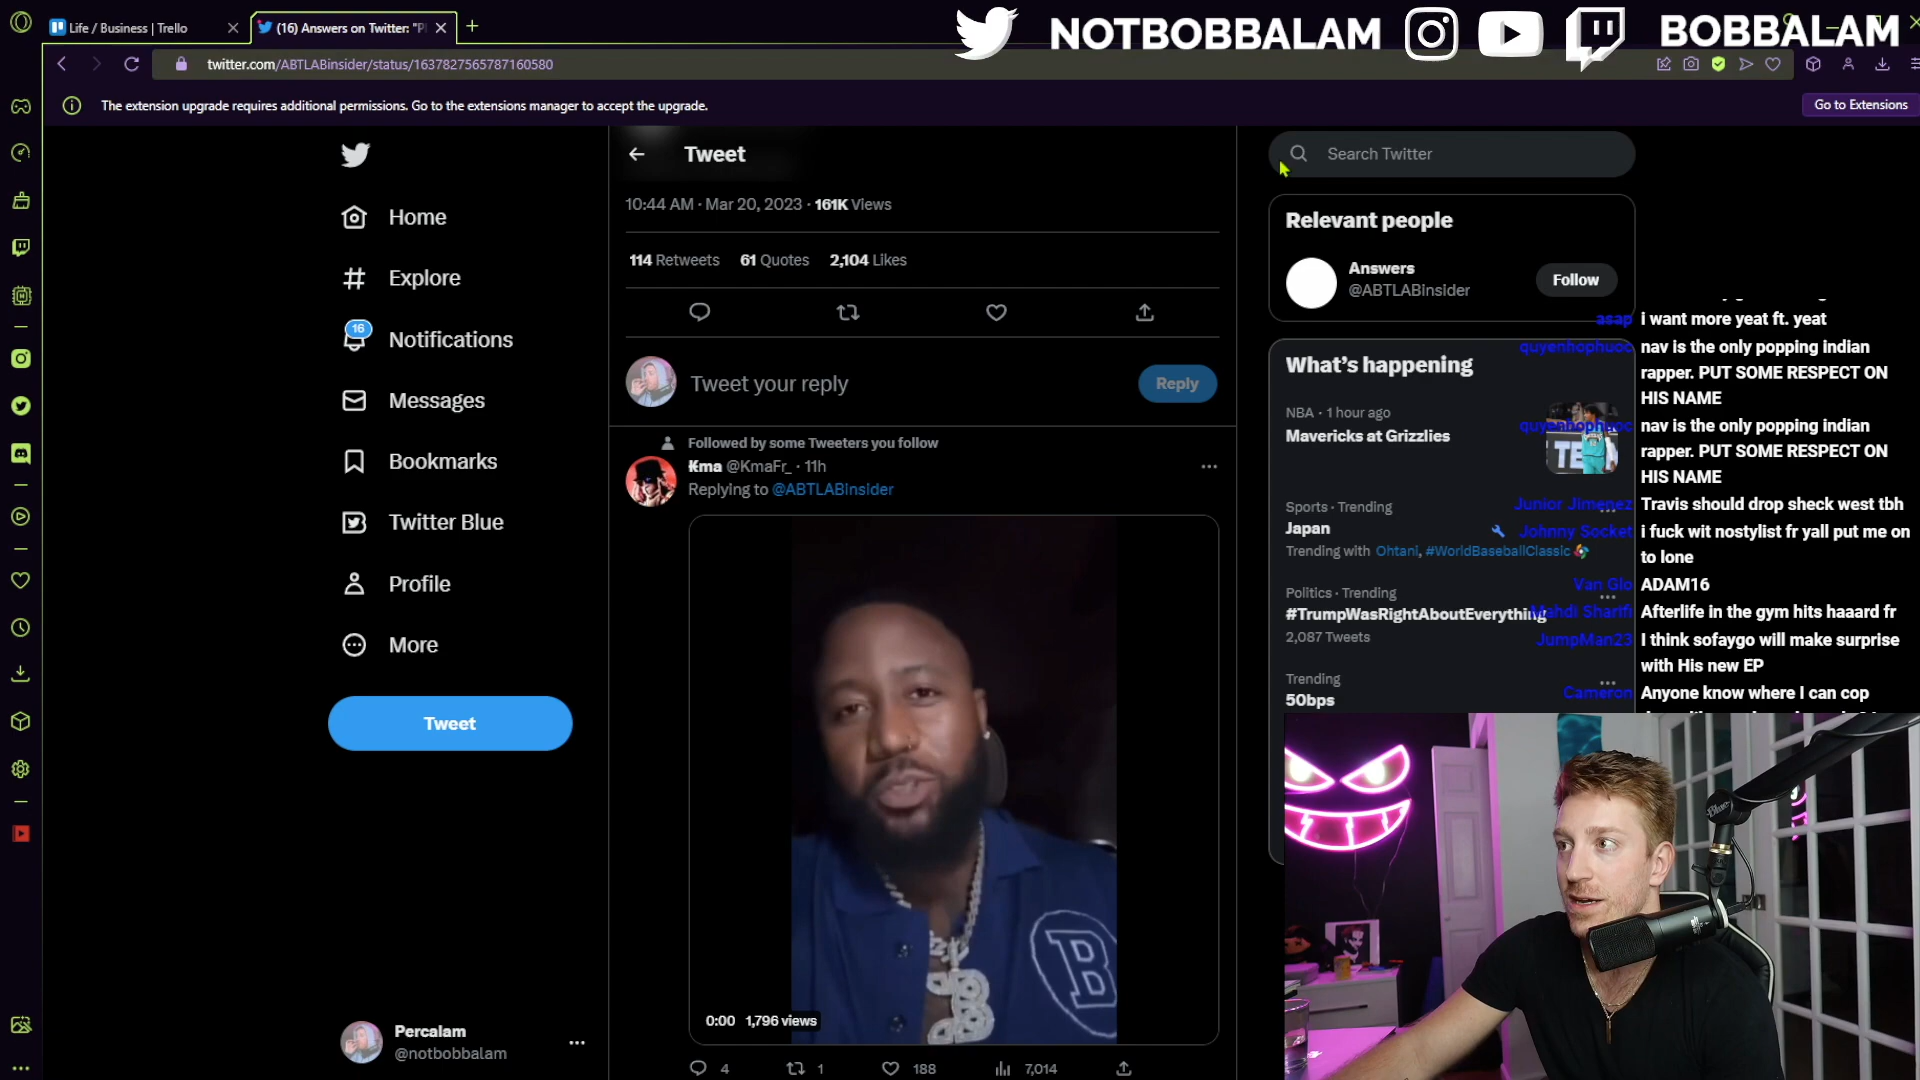 Life / Business | Trello
(16) Answers on Twitter: "Pl
NOTBOBBALAM
BOBBALAM
twitter.com/ABTLABinsider/status/1637827565787160580
The extension upgrade requires additional permissions. Go to the extensions manager to accept the upgrade.
Go to Extensions
Home
Explore
16
Notifications
Messages
Bookmarks
Twitter Blue
Profile
More
Tweet
Percalam
@notbobbalam
Tweet
10:44 AM · Mar 20, 2023 · 161K Views
114 Retweets 61 Quotes 2,104 Likes
Tweet your reply
Reply
Followed by some Tweeters you follow
Kma @KmaFr_ · 11h
Replying to @ABTLABinsider
B
0:00 1,796 views
4 1 188 7,014
Search Twitter
Relevant people
Answers
@ABTLABinsider
Follow
What's happening
NBA · 1 hour ago
Mavericks at Grizzlies
Sports · Trending
Japan
Trending with Ohtani, #WorldBaseballClassic
Politics · Trending
#TrumpWasRightAboutEverything
2,087 Tweets
Trending
50bps
asap i want more yeat ft. yeat
quyenhophuoc nav is the only popping indian
rapper. PUT SOME RESPECT ON
HIS NAME
quyenhophuoc nav is the only popping indian
rapper. PUT SOME RESPECT ON
HIS NAME
Junior Jimenez Travis should drop sheck west tbh
Johnny Socket i fuck wit nostylist fr yall put me on
to lone
Van Glo ADAM16
Mahdi Sharifi Afterlife in the gym hits haaard fr
JumpMan23 I think sofaygo will make surprise
with His new EP
Cameron Anyone know where I can cop
Blue